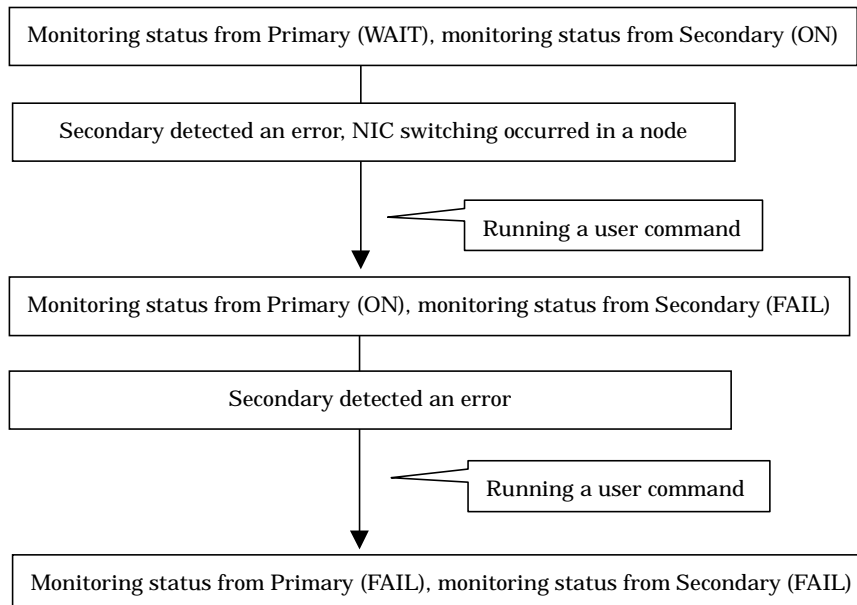 Monitoring status from Primary (WAIT), monitoring status from Secondary (ON)
Secondary detected an error, NIC switching occurred in a node
Running a user command
Monitoring status from Primary (ON), monitoring status from Secondary (FAIL)
Secondary detected an error
Running a user command
Monitoring status from Primary (FAIL), monitoring status from Secondary (FAIL)